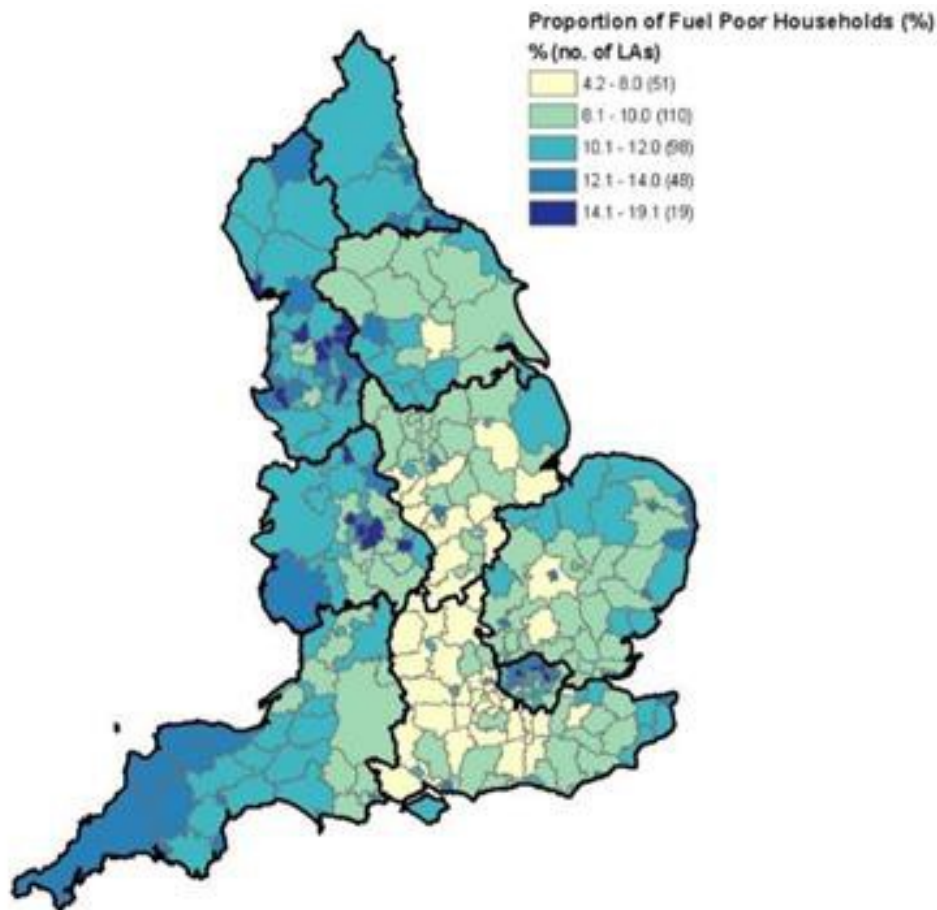 Proportion of Fuel Poor Households (%)
% (no. of LAs)
4.2 - 8.0 (51)
8.1 - 10.0 (110)
10.1 - 12.0 (98)
12.1 - 14.0 (48)
14.1 - 19.1 (19)